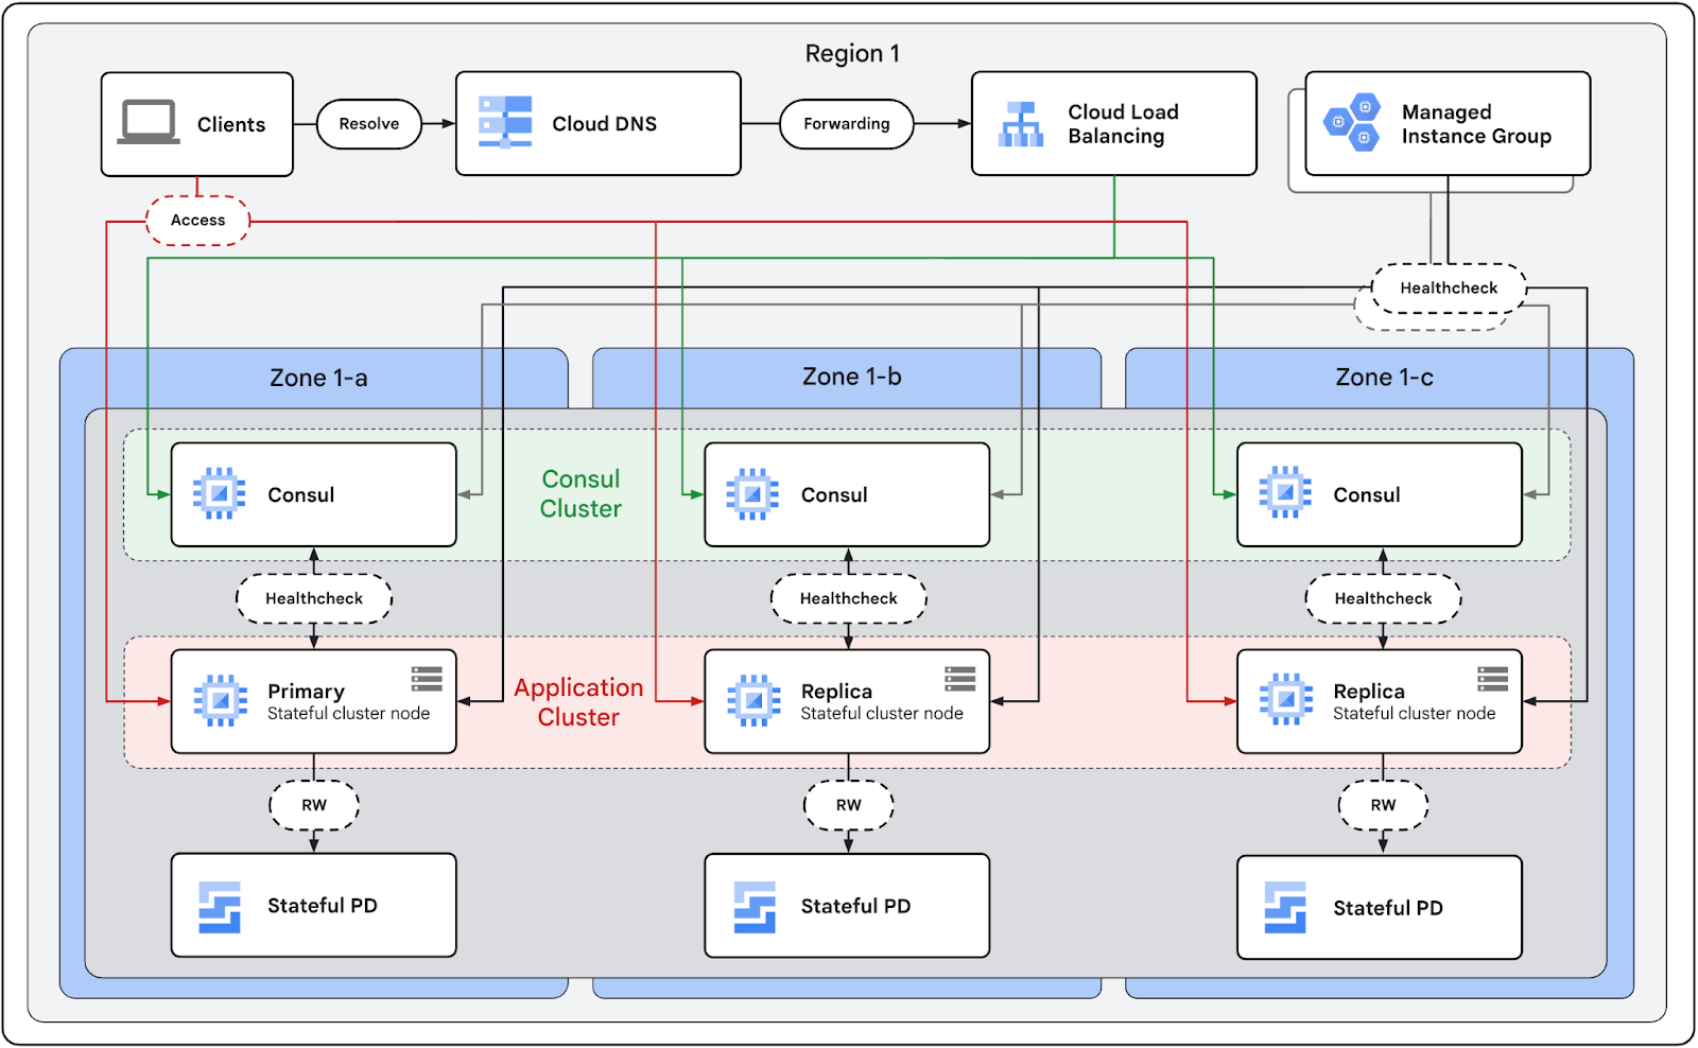 Region 1
Clients
Resolve
Cloud DNS
Forwarding
Cloud Load
Balancing
Managed
Instance Group
Access
Healthcheck
Zone 1-a
Zone 1-b
Zone 1-c
Consul
Consul
Cluster
Consul
Consul
Healthcheck
Healthcheck
Healthcheck
Primary
Stateful cluster node
Application
Cluster
Replica
Stateful cluster node
Replica
Stateful cluster node
RW
RW
RW
Stateful PD
Stateful PD
Stateful PD